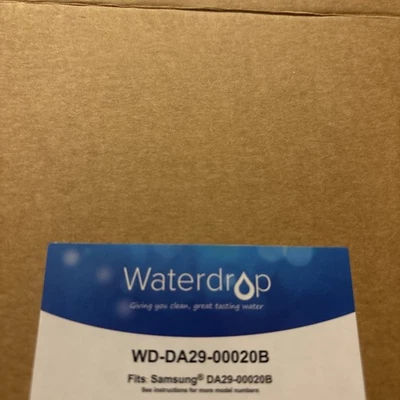 Waterdrop
Giving you clean, great tasting water
WD-DA29-00020B
Fits Samsung® DA29-00020B
See instructions for more model numbers